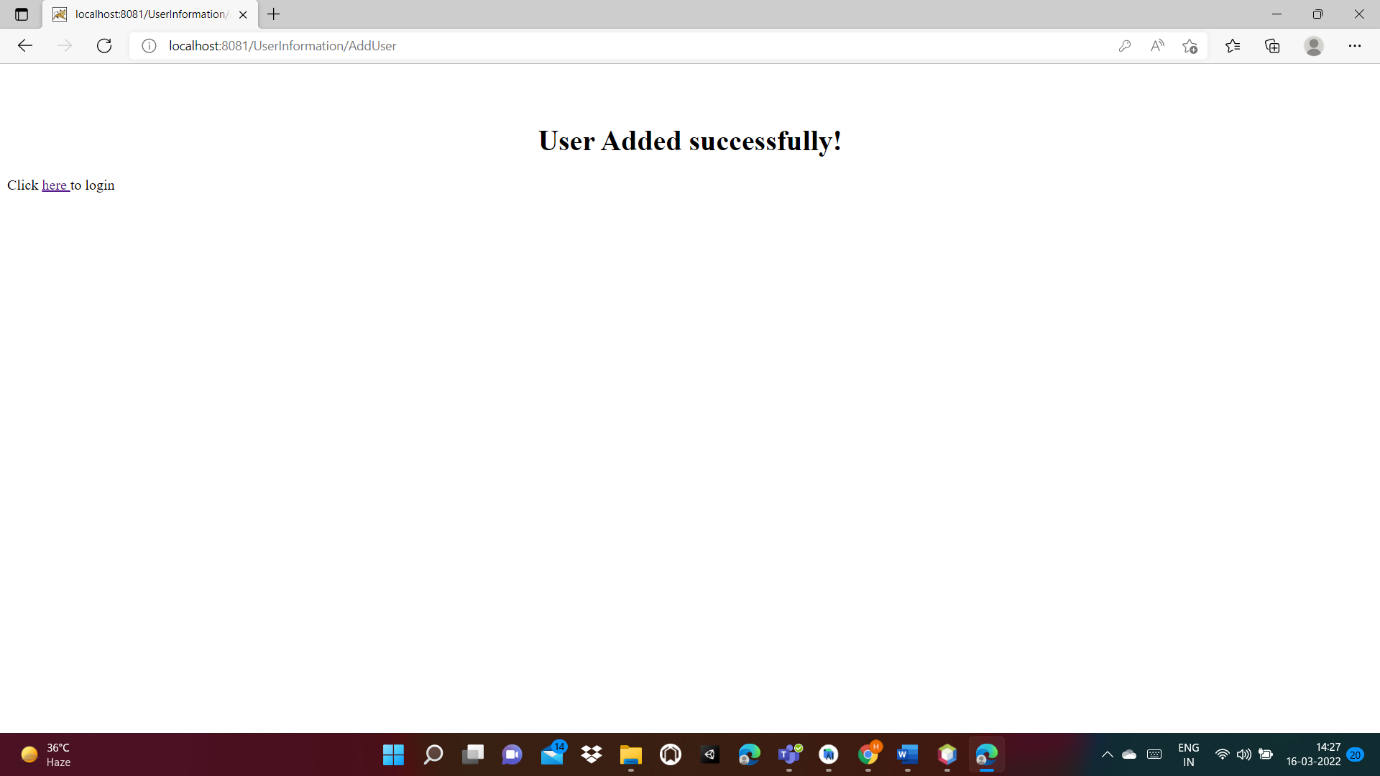 localhost:8081/UserInformation/
localhost:8081/UserInformation/AddUser
User Added successfully!
Click here to login
36°C
Haze
14
H
ENG
IN
14:27
16-03-2022
20